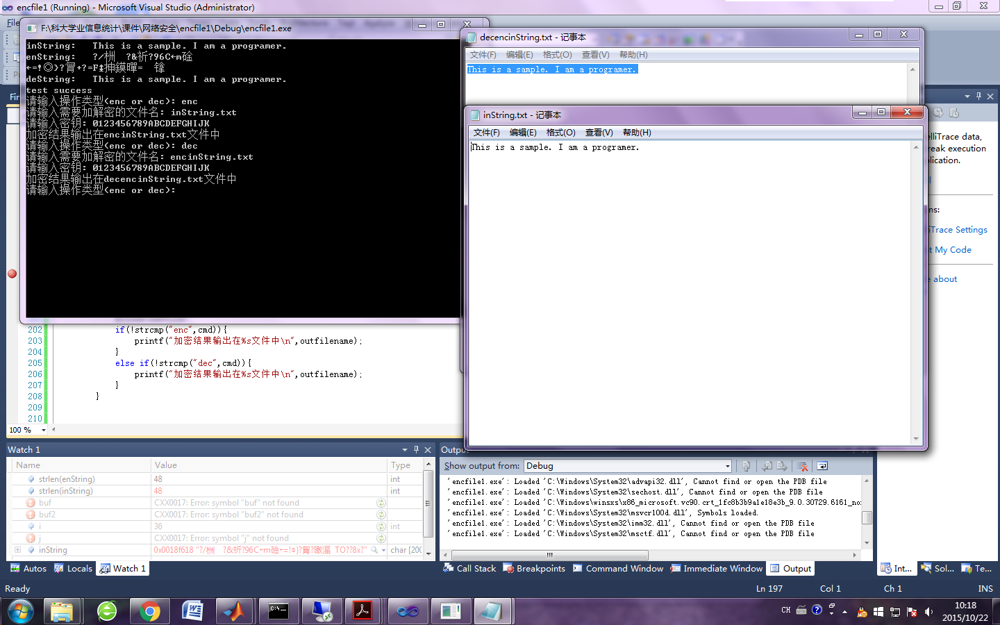 encfile1 (Running) - Microsoft Visual Studio (Administrator)
F:\科大学业信息统计\课件\网络安全\encfile1\Debug\encfile1.exe
inString:   This is a sample. I am a programer.
enString:
deString:   This is a sample. I am a programer.
test success
请输入操作类型(enc or dec): enc
请输入需要加解密的文件名: inString.txt
请输入密钥: 0123456789ABCDEFGHIJK
加密结果输出在encinString.txt文件中
请输入操作类型(enc or dec): dec
请输入需要加解密的文件名: encinString.txt
请输入密钥: 0123456789ABCDEFGHIJK
加密结果输出在decencinString.txt文件中
请输入操作类型(enc or dec):
decencinString.txt - 记事本
文件(F) 编辑(E) 格式(O) 查看(V) 帮助(H)
This is a sample. I am a programer.
inString.txt - 记事本
文件(F) 编辑(E) 格式(O) 查看(V) 帮助(H)
This is a sample. I am a programer.
elliTrace data,
reak execution
lication.
ns:
iTrace Settings
t My Code
e about
202 if(!strcmp("enc",cmd)){
203 printf("加密结果输出在%s文件中\n",outfilename);
204 }
205 else if(!strcmp("dec",cmd)){
206 printf("加密结果输出在%s文件中\n",outfilename);
207 }
208 }
209
210
100 %
Watch 1
Name Value Type
strlen(enString) 48 int
strlen(inString) 48 int
buf CXX0017: Error: symbol "buf" not found
buf2 CXX0017: Error: symbol "buf2" not found
i 36 int
j CXX0017: Error: symbol "j" not found
inString 0x0018f618 char [200
Autos Locals Watch 1
Output
Show output from: Debug
'encfile1.exe': Loaded 'C:\Windows\System32\advapi32.dll', Cannot find or open the PDB file
'encfile1.exe': Loaded 'C:\Windows\System32\sechost.dll', Cannot find or open the PDB file
'encfile1.exe': Loaded 'C:\Windows\winsxs\x86_microsoft.vc90.crt_1fc8b3b9a1e18e3b_9.0.30729.6161_no
'encfile1.exe': Loaded 'C:\Windows\System32\msvcr100d.dll', Symbols loaded.
'encfile1.exe': Loaded 'C:\Windows\System32\imm32.dll', Cannot find or open the PDB file
'encfile1.exe': Loaded 'C:\Windows\System32\msctf.dll', Cannot find or open the PDB file
Call Stack Breakpoints Command Window Immediate Window Output
Int... Sol... Te...
Ready Ln 197 Col 1 Ch 1 INS
CH
10:18
2015/10/22